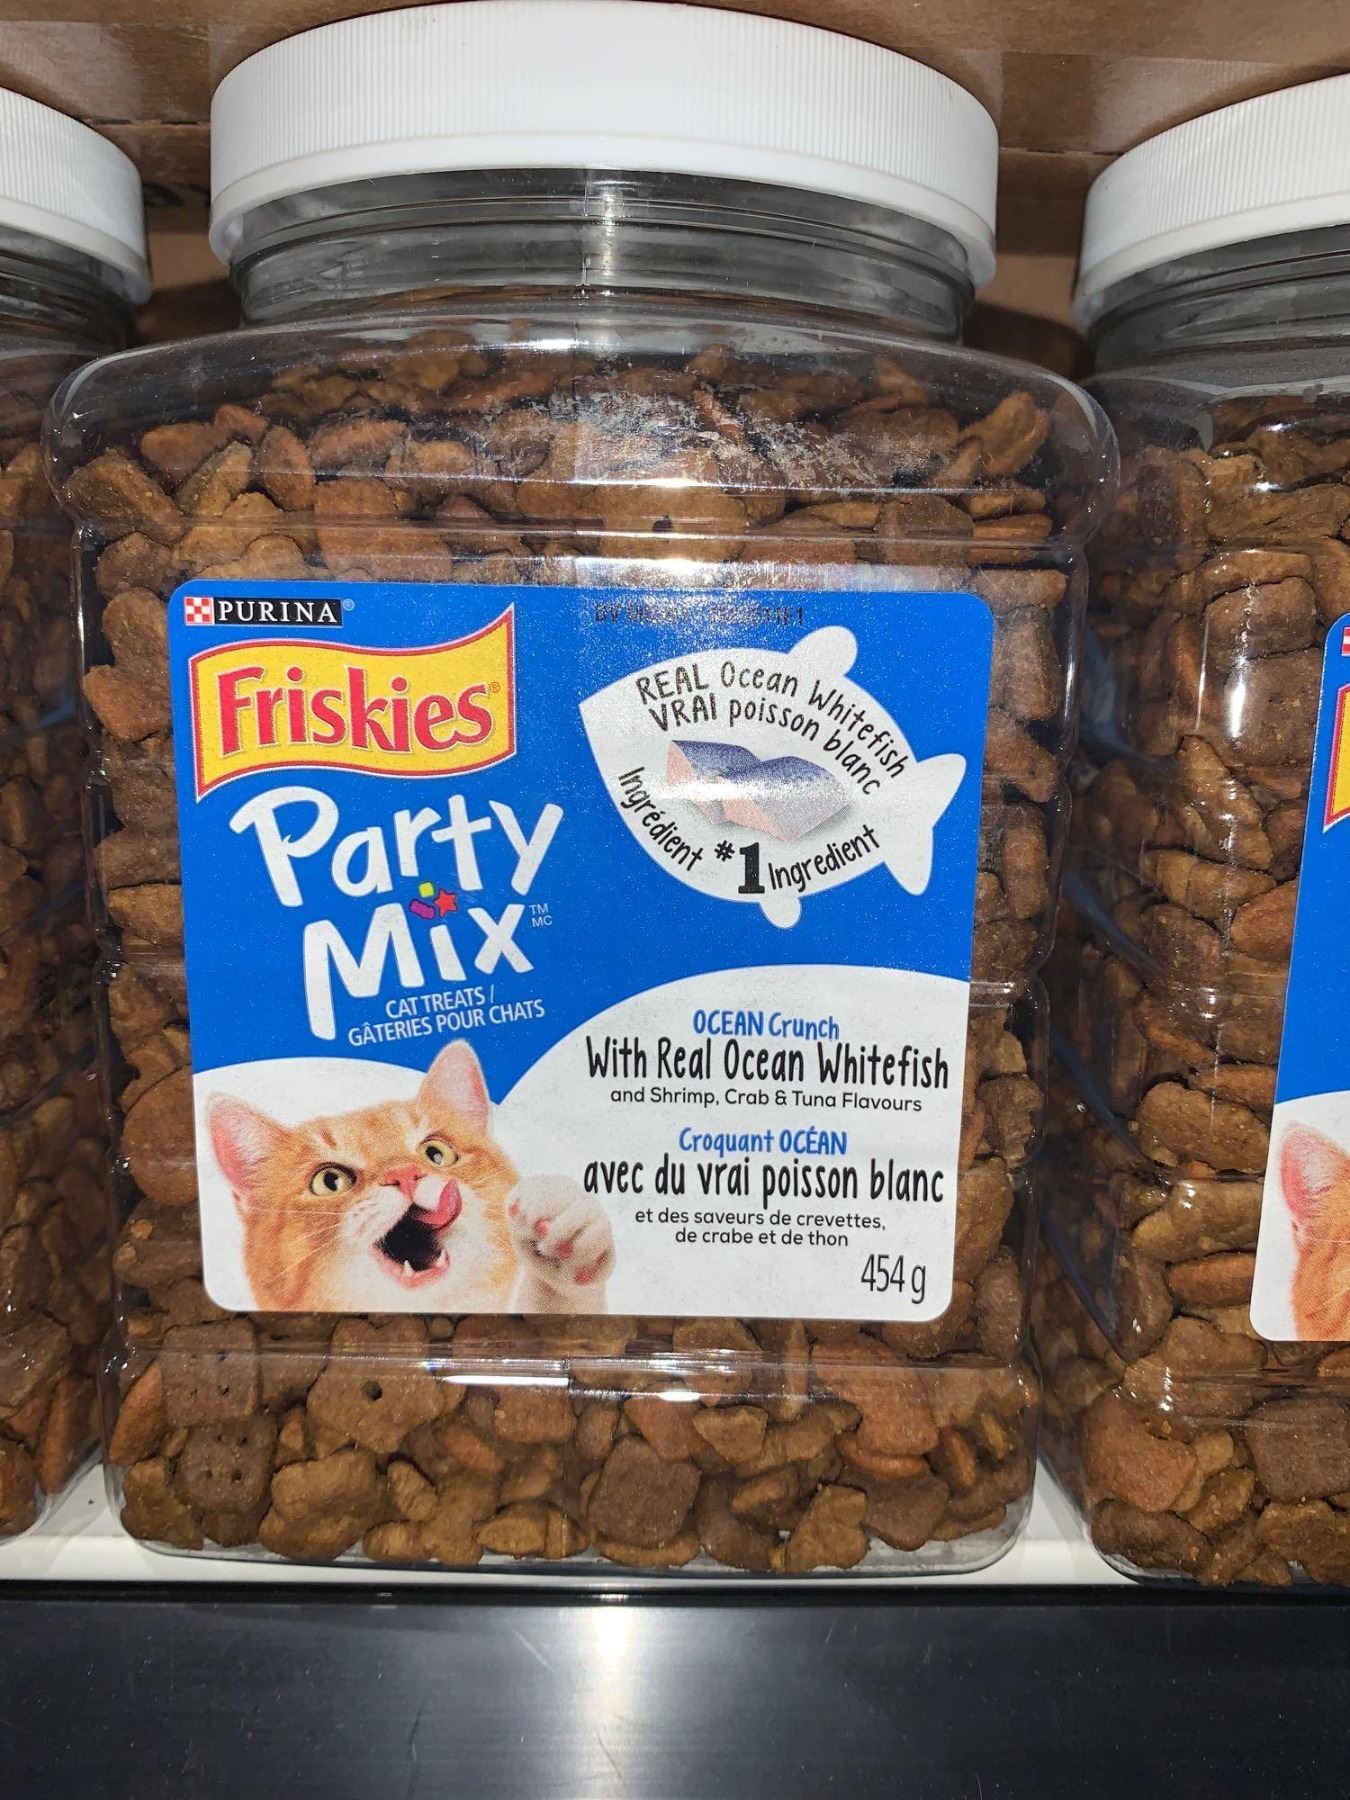 PURINA®
Friskies®
Party
Mix TM
MC
CAT TREATS /
GÂTERIES POUR CHATS
REAL Ocean Whitefish
VRAI poisson blanc
Ingrédient #1 Ingredient
OCEAN Crunch
With Real Ocean Whitefish
and Shrimp, Crab & Tuna Flavours
Croquant OCÉAN
avec du vrai poisson blanc
et des saveurs de crevettes,
de crabe et de thon
454 g